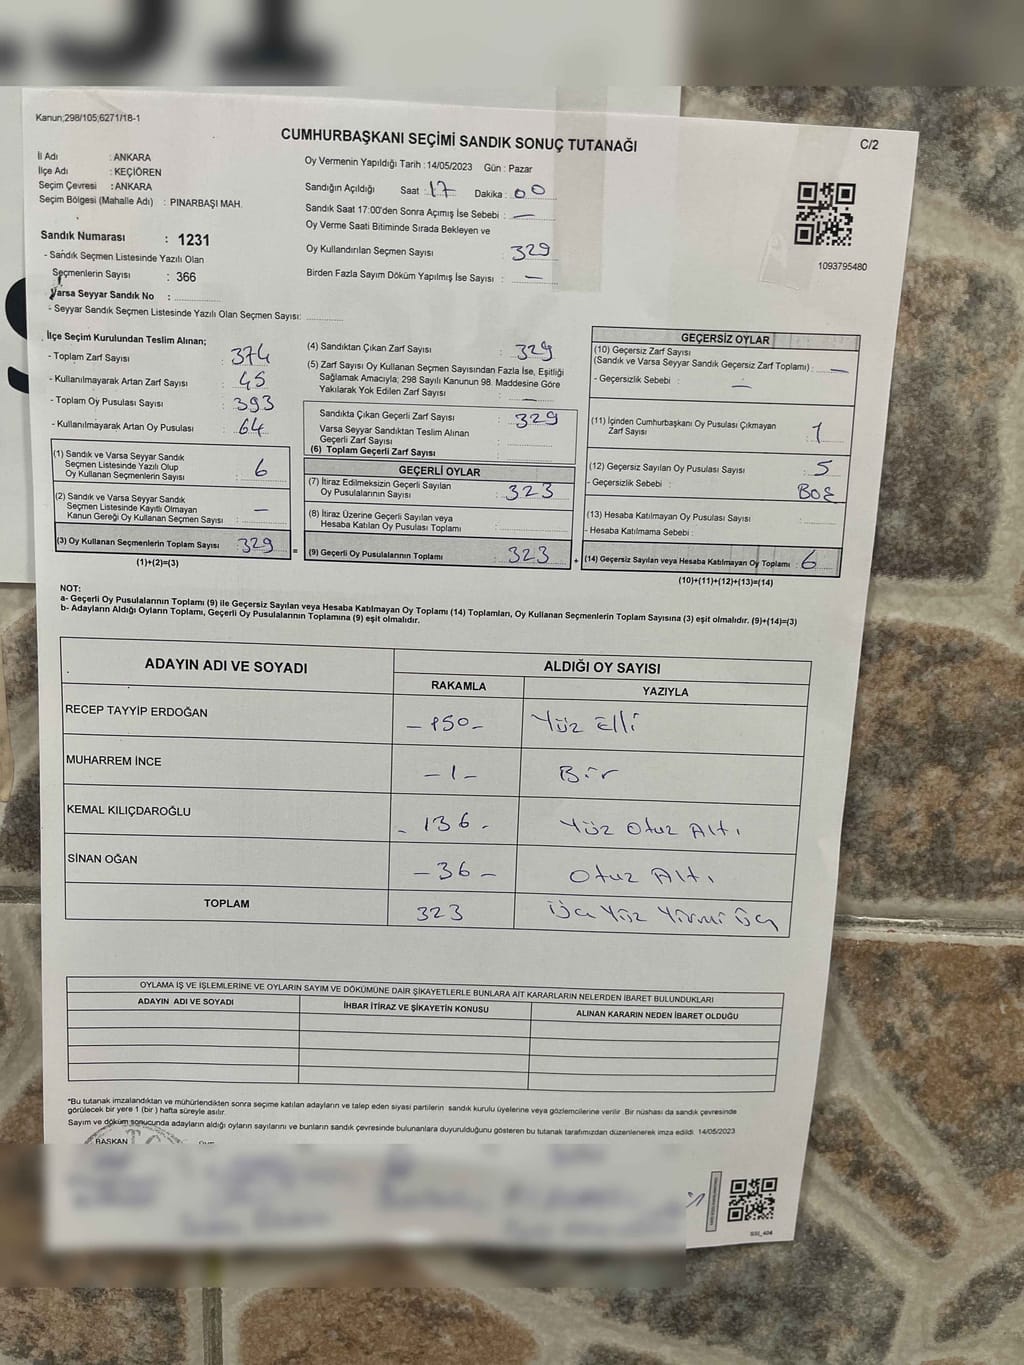 Kanun;298/105;6271/18-1
CUMHURBAŞKANI SEÇİMİ SANDIK SONUÇ TUTANAĞI
C/2
İl Adı : ANKARA
İlçe Adı : KEÇİÖREN
Seçim Çevresi : ANKARA
Seçim Bölgesi (Mahalle Adı) : PINARBAŞI MAH.
Sandık Numarası : 1231
- Sandık Seçmen Listesinde Yazılı Olan
Seçmenlerin Sayısı : 366
Varsa Seyyar Sandık No :
- Seyyar Sandık Seçmen Listesinde Yazılı Olan Seçmen Sayısı:
Oy Vermenin Yapıldığı Tarih : 14/05/2023 Gün : Pazar
Sandığın Açıldığı Saat : 17 Dakika : 00
Sandık Saat 17:00'den Sonra Açımış İse Sebebi : —
Oy Verme Saati Bitiminde Sırada Bekleyen ve
Oy Kullandırılan Seçmen Sayısı 329
Birden Fazla Sayım Döküm Yapılmış İse Sayısı : —
1093795480
İlçe Seçim Kurulundan Teslim Alınan;
- Toplam Zarf Sayısı : 374
- Kullanılmayarak Artan Zarf Sayısı : 45
- Toplam Oy Pusulası Sayısı : 393
- Kullanılmayarak Artan Oy Pusulası : 64
(1) Sandık ve Varsa Seyyar Sandık
Seçmen Listesinde Yazılı Olup
Oy Kullanan Seçmenlerin Sayısı : 6
(2) Sandık ve Varsa Seyyar Sandık
Seçmen Listesinde Kayıtlı Olmayan
Kanun Gereği Oy Kullanan Seçmen Sayısı : —
(3) Oy Kullanan Seçmenlerin Toplam Sayısı : 329
(1)+(2)=(3)
(4) Sandıktan Çıkan Zarf Sayısı : 329
(5) Zarf Sayısı Oy Kullanan Seçmen Sayısından Fazla İse, Eşitliği
Sağlamak Amacıyla; 298 Sayılı Kanunun 98. Maddesine Göre
Yakılarak Yok Edilen Zarf Sayısı : —
Sandıkta Çıkan Geçerli Zarf Sayısı : 329
Varsa Seyyar Sandıktan Teslim Alınan
Geçerli Zarf Sayısı :
(6) Toplam Geçerli Zarf Sayısı :
GEÇERLİ OYLAR
(7) İtiraz Edilmeksizin Geçerli Sayılan
Oy Pusulalarının Sayısı : 323
(8) İtiraz Üzerine Geçerli Sayılan veya
Hesaba Katılan Oy Pusulası Toplamı :
(9) Geçerli Oy Pusulalarının Toplamı : 323
GEÇERSİZ OYLAR
(10) Geçersiz Zarf Sayısı
(Sandık ve Varsa Seyyar Sandık Geçersiz Zarf Toplamı) : —
- Geçersizlik Sebebi : —
(11) İçinden Cumhurbaşkanı Oy Pusulası Çıkmayan
Zarf Sayısı : 1
(12) Geçersiz Sayılan Oy Pusulası Sayısı : 5
- Geçersizlik Sebebi : BOŞ
(13) Hesaba Katılmayan Oy Pusulası Sayısı :
- Hesaba Katılmama Sebebi :
(14) Geçersiz Sayılan veya Hesaba Katılmayan Oy Toplamı : 6
(10)+(11)+(12)+(13)=(14)
NOT:
a- Geçerli Oy Pusulalarının Toplamı (9) ile Geçersiz Sayılan veya Hesaba Katılmayan Oy Toplamı (14) Toplamları, Oy Kullanan Seçmenlerin Toplam Sayısına (3) eşit olmalıdır. (9)+(14)=(3)
b- Adayların Aldığı Oyların Toplamı, Geçerli Oy Pusulalarının Toplamına (9) eşit olmalıdır.
ADAYIN ADI VE SOYADI ALDIĞI OY SAYISI
RAKAMLA YAZIYLA
RECEP TAYYİP ERDOĞAN - 150 - Yüz Elli
MUHARREM İNCE - 1 - Bir
KEMAL KILIÇDAROĞLU - 136 - Yüz Otuz Altı
SİNAN OĞAN - 36 - Otuz Altı
TOPLAM 323 Üç Yüz Yirmi Üç
OYLAMA İŞ VE İŞLEMLERİNE VE OYLARIN SAYIM VE DÖKÜMÜNE DAİR ŞİKAYETLERLE BUNLARA AİT KARARLARIN NELERDEN İBARET BULUNDUKLARI
ADAYIN ADI VE SOYADI İHBAR İTİRAZ VE ŞİKAYETİN KONUSU ALINAN KARARIN NEDEN İBARET OLDUĞU
*Bu tutanak imzalandıktan ve mühürlendikten sonra seçime katılan adayların ve talep eden siyasi partilerin sandık kurulu üyelerine veya gözlemcilerine verilir. Bir nüshası da sandık çevresinde
görülecek bir yere 1 (bir ) hafta süreyle asılır.
Sayım ve döküm sonucunda adayların aldığı oyların sayılarını ve bunların sandık çevresinde bulunanlara duyurulduğunu gösteren bu tutanak tarafımızdan düzenlenerek imza edildi. 14/05/2023
BAŞKAN
SSI_404